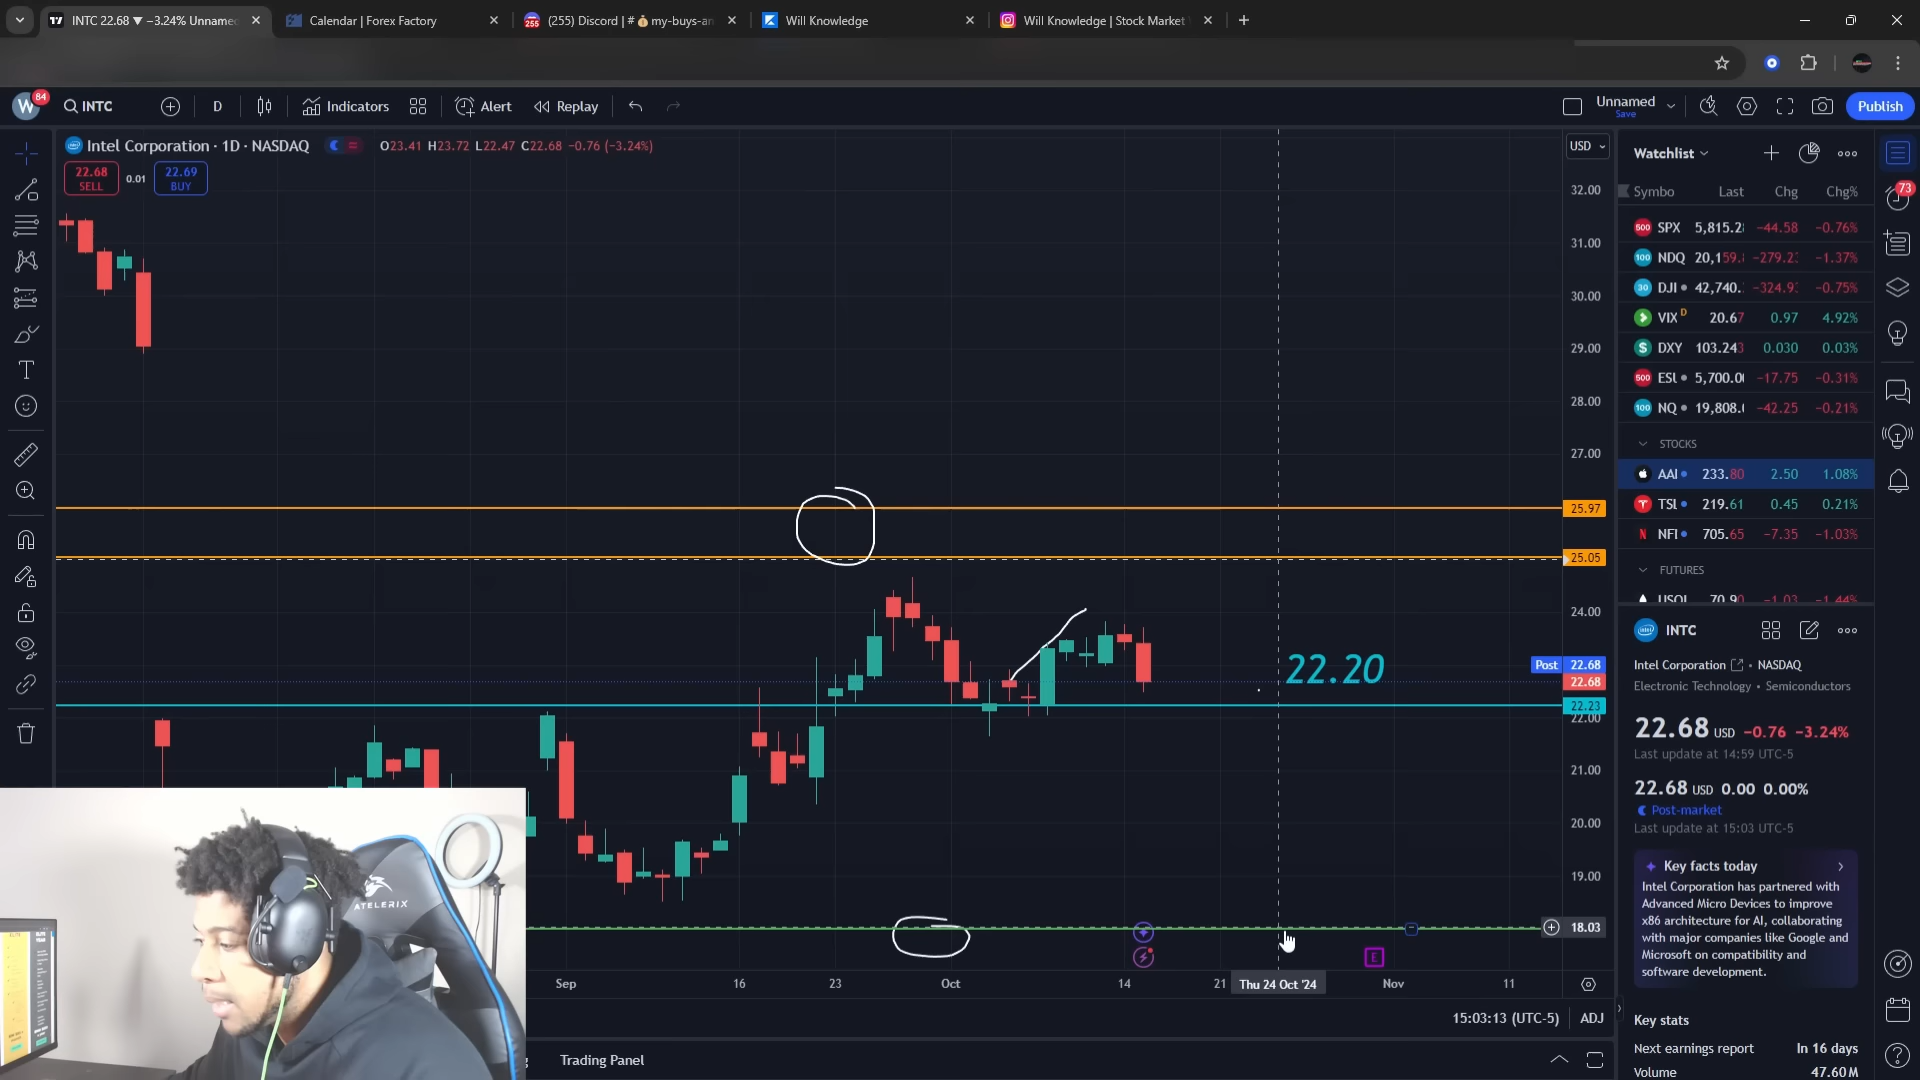 INTC 22.68 ▼ −3.24% Unname
Calendar | Forex Factory
(255) Discord | # 💰my-buys-an
Will Knowledge
Will Knowledge | Stock Market
W 84
INTC
D
Indicators
Alert
Replay
Unnamed
Save
Publish
Intel Corporation · 1D · NASDAQ
O23.41 H23.72 L22.47 C22.68 −0.76 (−3.24%)
22.68
SELL
0.01
22.69
BUY
USD
32.00
31.00
30.00
29.00
28.00
27.00
25.97
25.05
24.00
22.20
Post 22.68
22.68
22.23
22.00
21.00
20.00
19.00
18.03
E
Sep
16
23
Oct
14
21
Thu 24 Oct '24
Nov
11
15:03:13 (UTC-5)
ADJ
Trading Panel
ATELERIX
Watchlist
Symbo Last Chg Chg%
SPX 5,815.2 −44.58 −0.76%
NDQ 20,159. −279.2 −1.37%
DJI 42,740. −324.9 −0.75%
VIX D 20.67 0.97 4.92%
DXY 103.243 0.030 0.03%
ES 5,700.0 −17.75 −0.31%
NQ 19,808. −42.25 −0.21%
STOCKS
AA 233.80 2.50 1.08%
TS 219.61 0.45 0.21%
NF 705.65 −7.35 −1.03%
FUTURES
USO 70.90 −1.03 −1.44%
INTC
Intel Corporation • NASDAQ
Electronic Technology • Semiconductors
22.68 USD −0.76 −3.24%
Last update at 14:59 UTC-5
22.68 USD 0.00 0.00%
Post-market
Last update at 15:03 UTC-5
Key facts today
Intel Corporation has partnered with
Advanced Micro Devices to improve
x86 architecture for AI, collaborating
with major companies like Google and
Microsoft on compatibility and
software development.
Key stats
Next earnings report In 16 days
Volume 47.60M
73